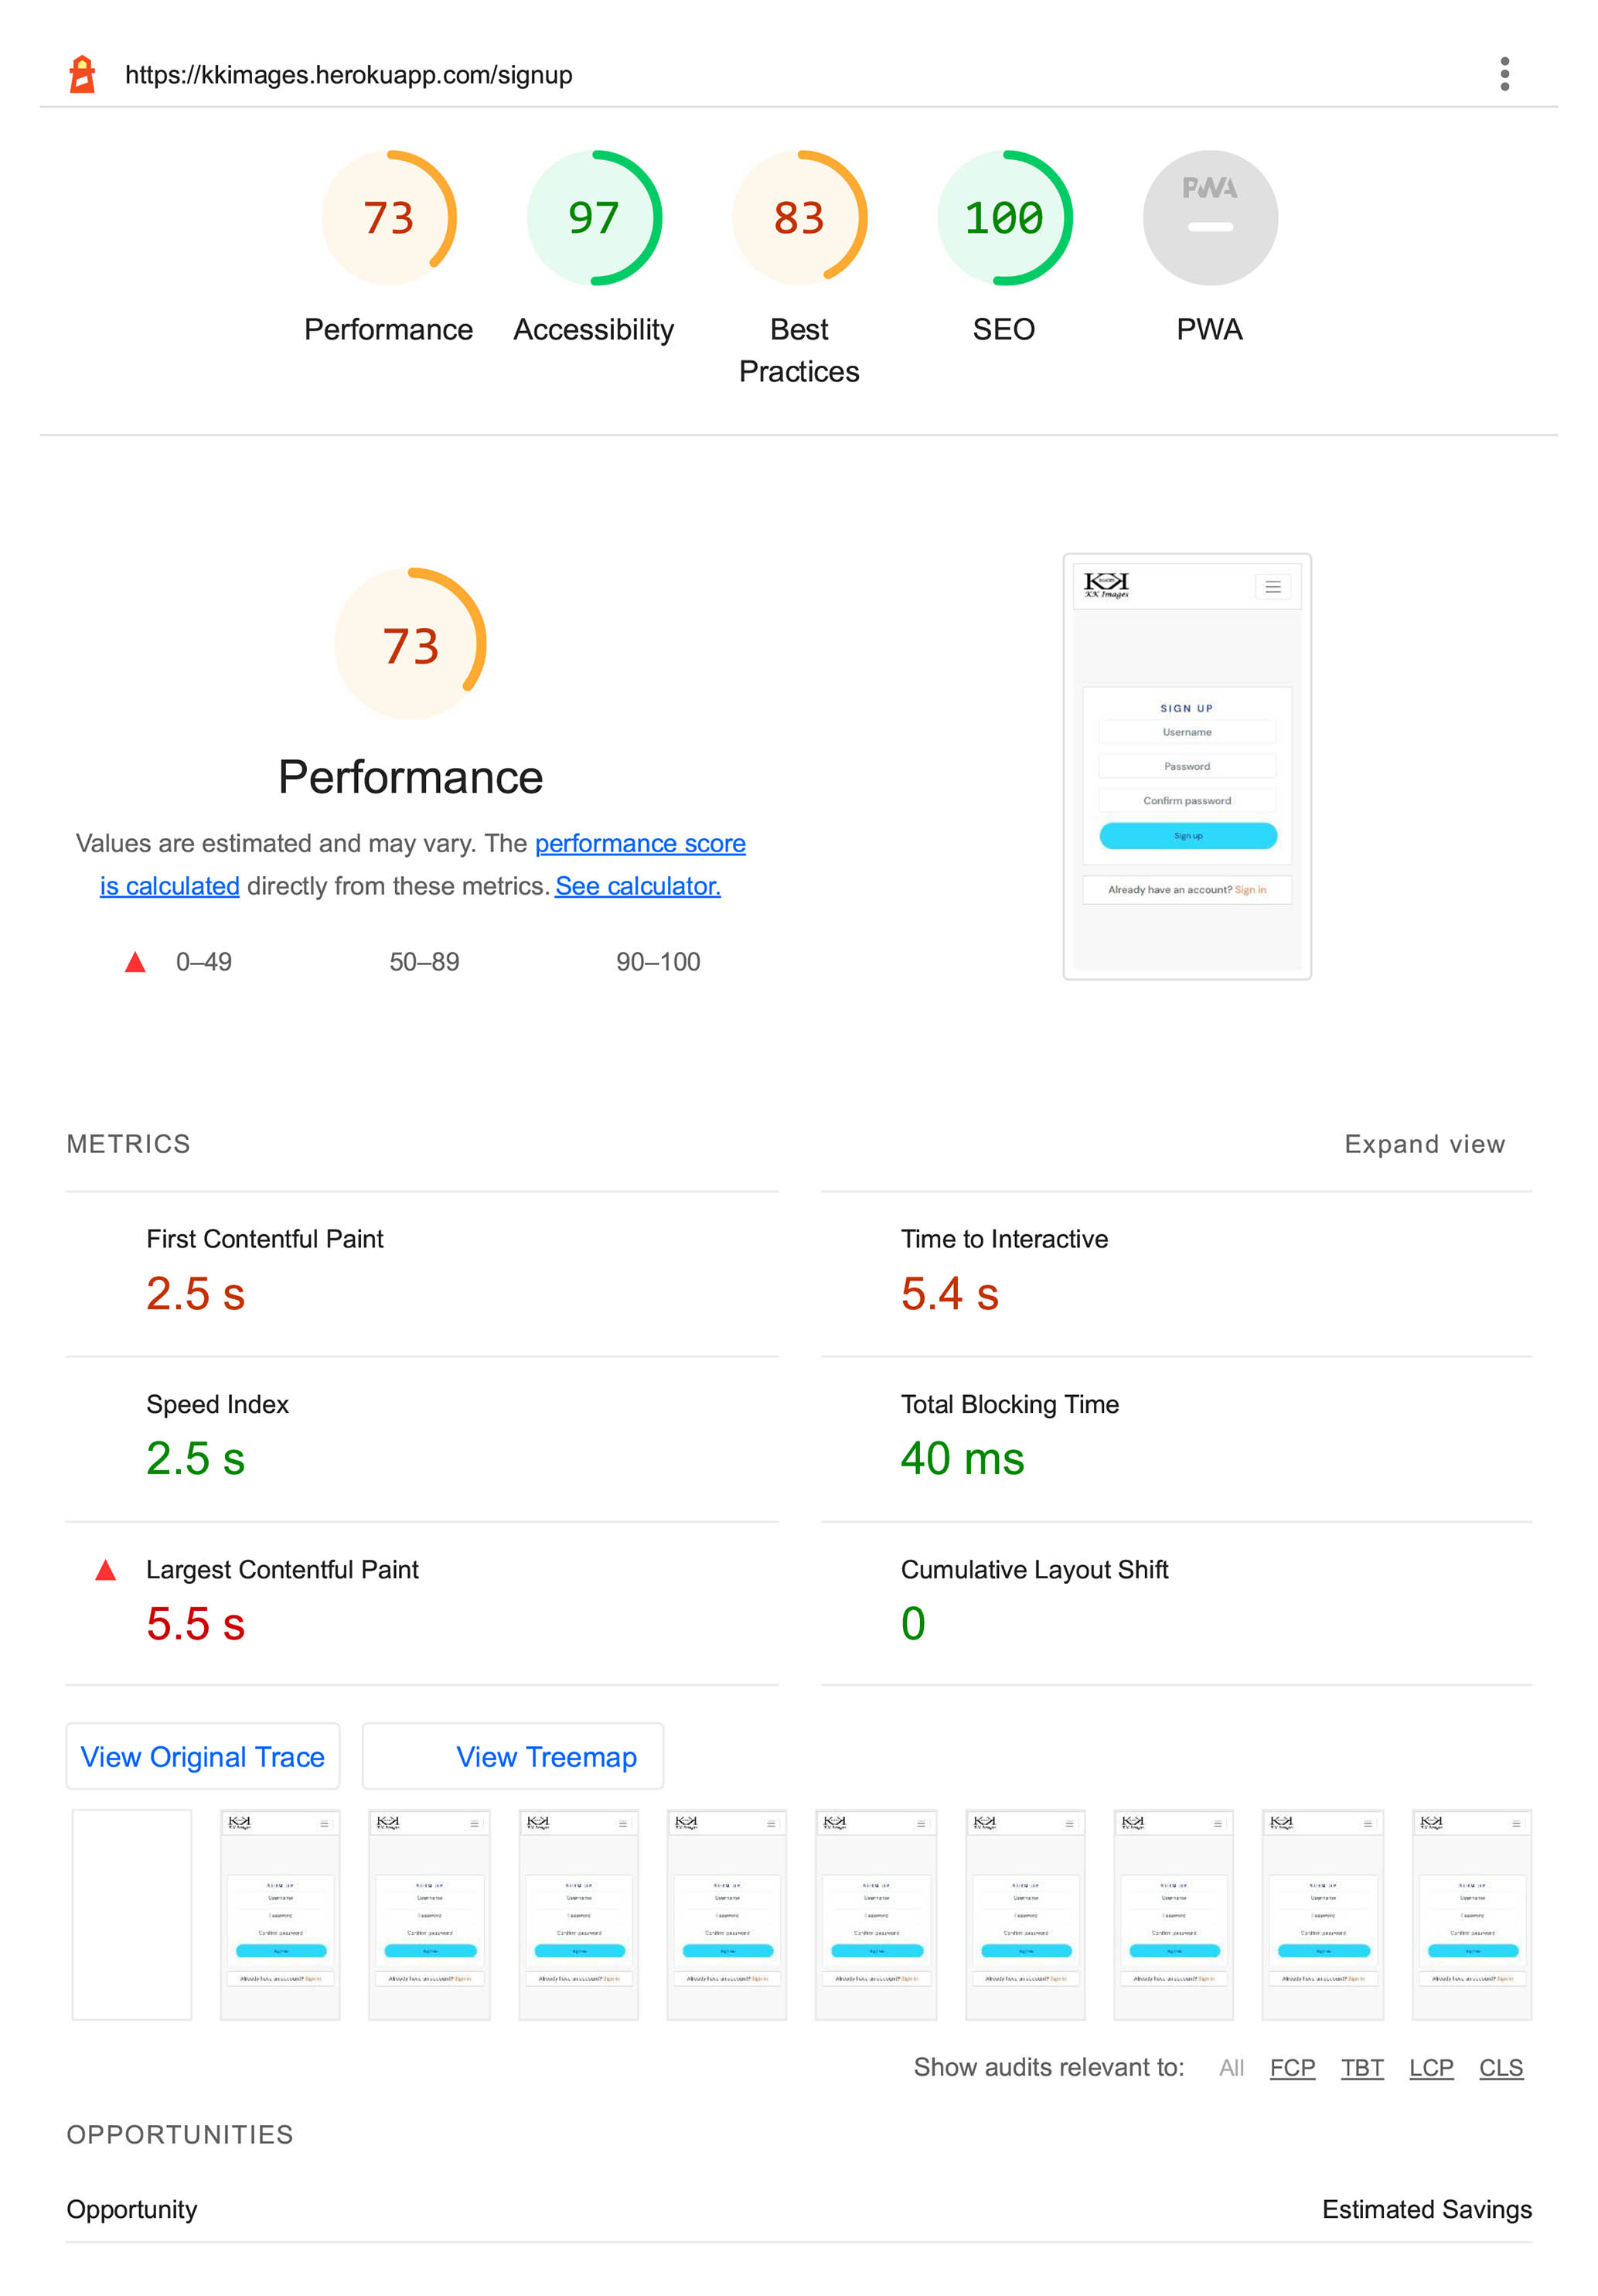 https://kkimages.herokuapp.com/signup
73 97 83 100 PWA
Performance Accessibility Best Practices SEO PWA
73
Performance
Values are estimated and may vary. The performance score
is calculated directly from these metrics. See calculator.
0–49 50–89 90–100
KK Images
SIGN UP
Username
Password
Confirm password
Sign up
Already have an account? Sign in
METRICS Expand view
First Contentful Paint
2.5 s
Time to Interactive
5.4 s
Speed Index
2.5 s
Total Blocking Time
40 ms
Largest Contentful Paint
5.5 s
Cumulative Layout Shift
0
View Original Trace View Treemap
Show audits relevant to: All FCP TBT LCP CLS
OPPORTUNITIES
Opportunity Estimated Savings